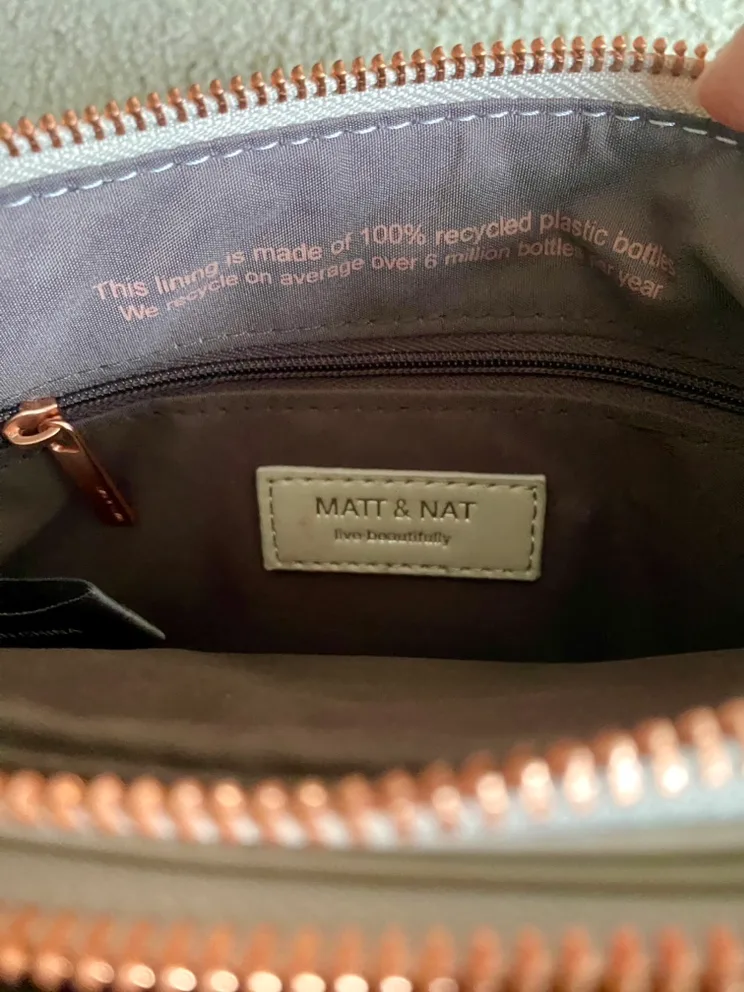 This lining is made of 100% recycled plastic bottles
We recycle on average over 6 million bottles per year
MATT & NAT
live beautifully
CHINA